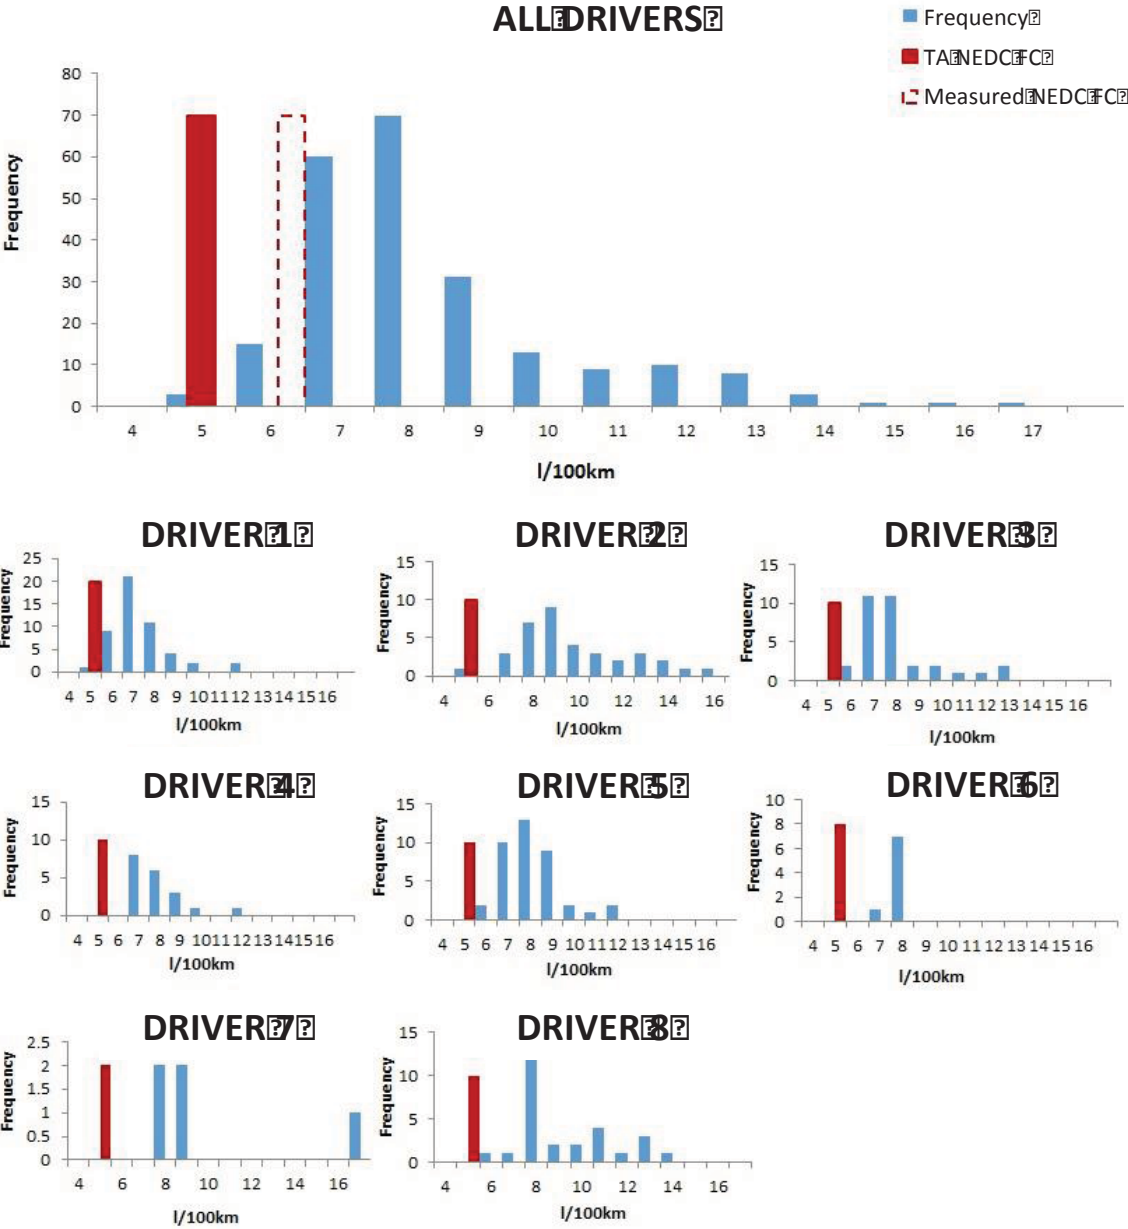 ALL DRIVERS
Frequency
TA NEDC FC
Measured NEDC FC
80
70
60
50
40
30
20
10
0
Frequency
4 5 6 7 8 9 10 11 12 13 14 15 16 17
l/100km
DRIVER 1
25
20
15
10
5
0
Frequency
4 5 6 7 8 9 10 11 12 13 14 15 16
l/100km
DRIVER 2
15
10
5
0
Frequency
4 6 8 10 12 14 16
l/100km
DRIVER 3
15
10
5
0
Frequency
4 5 6 7 8 9 10 11 12 13 14 15 16
l/100km
DRIVER 4
15
10
5
0
Frequency
4 5 6 7 8 9 10 11 12 13 14 15 16
l/100km
DRIVER 5
15
10
5
0
Frequency
4 5 6 7 8 9 10 11 12 13 14 15 16
l/100km
DRIVER 6
10
8
6
4
2
0
Frequency
4 5 6 7 8 9 10 11 12 13 14 15 16
l/100km
DRIVER 7
2.5
2
1.5
1
0.5
0
Frequency
4 6 8 10 12 14 16
l/100km
DRIVER 8
15
10
5
0
Frequency
4 6 8 10 12 14 16
l/100km